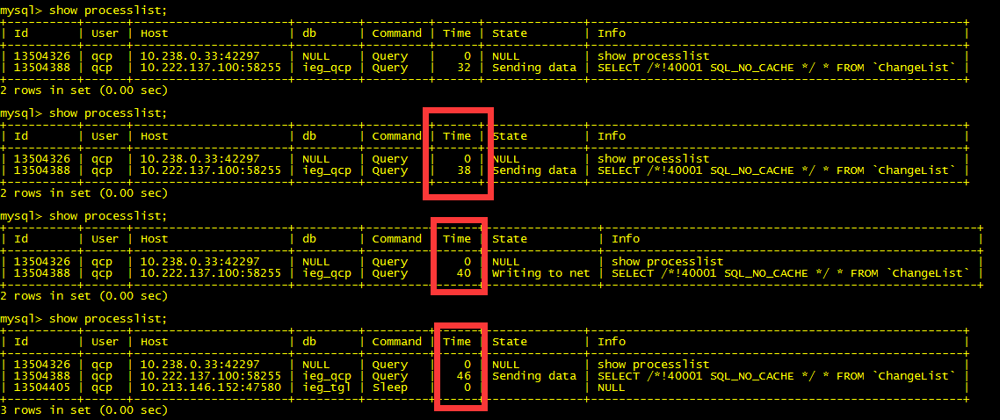 mysql> show processlist;
+----------+------+----------------------+---------+---------+------+--------------+----------------------------------------------------+
| Id | User | Host | db | Command | Time | State | Info |
| 13504326 | qcp | 10.238.0.33:42297 | NULL | Query | 0 | NULL | show processlist |
| 13504388 | qcp | 10.222.137.100:58255 | ieg_qcp | Query | 32 | Sending data | SELECT /*!40001 SQL_NO_CACHE */ * FROM `ChangeList` |
2 rows in set (0.00 sec)
mysql> show processlist;
| Id | User | Host | db | Command | Time | State | Info |
| 13504326 | qcp | 10.238.0.33:42297 | NULL | Query | 0 | NULL | show processlist |
| 13504388 | qcp | 10.222.137.100:58255 | ieg_qcp | Query | 38 | Sending data | SELECT /*!40001 SQL_NO_CACHE */ * FROM `ChangeList` |
2 rows in set (0.00 sec)
mysql> show processlist;
| Id | User | Host | db | Command | Time | State | Info |
| 13504326 | qcp | 10.238.0.33:42297 | NULL | Query | 0 | NULL | show processlist |
| 13504388 | qcp | 10.222.137.100:58255 | ieg_qcp | Query | 40 | Writing to net | SELECT /*!40001 SQL_NO_CACHE */ * FROM `ChangeList` |
2 rows in set (0.00 sec)
mysql> show processlist;
| Id | User | Host | db | Command | Time | State | Info |
| 13504326 | qcp | 10.238.0.33:42297 | NULL | Query | 0 | NULL | show processlist |
| 13504388 | qcp | 10.222.137.100:58255 | ieg_qcp | Query | 46 | Sending data | SELECT /*!40001 SQL_NO_CACHE */ * FROM `ChangeList` |
| 13504405 | qcp | 10.213.146.152:47580 | ieg_tgl | Sleep | 0 | | NULL |
3 rows in set (0.00 sec)